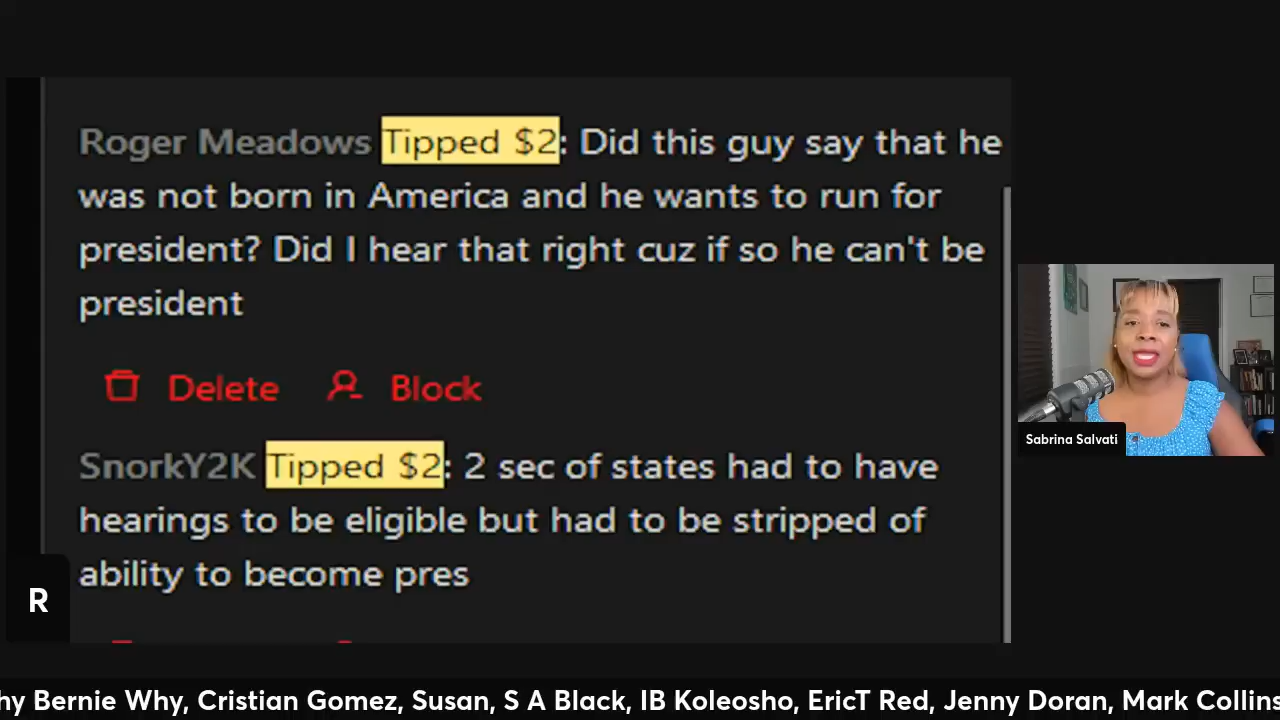 Roger Meadows Tipped $2: Did this guy say that he
was not born in America and he wants to run for
president? Did I hear that right cuz if so he can't be
president
Delete Block
SnorkY2K Tipped $2: 2 sec of states had to have
hearings to be eligible but had to be stripped of
ability to become pres
R
Sabrina Salvati
hy Bernie Why, Cristian Gomez, Susan, S A Black, IB Koleosho, EricT Red, Jenny Doran, Mark Collins